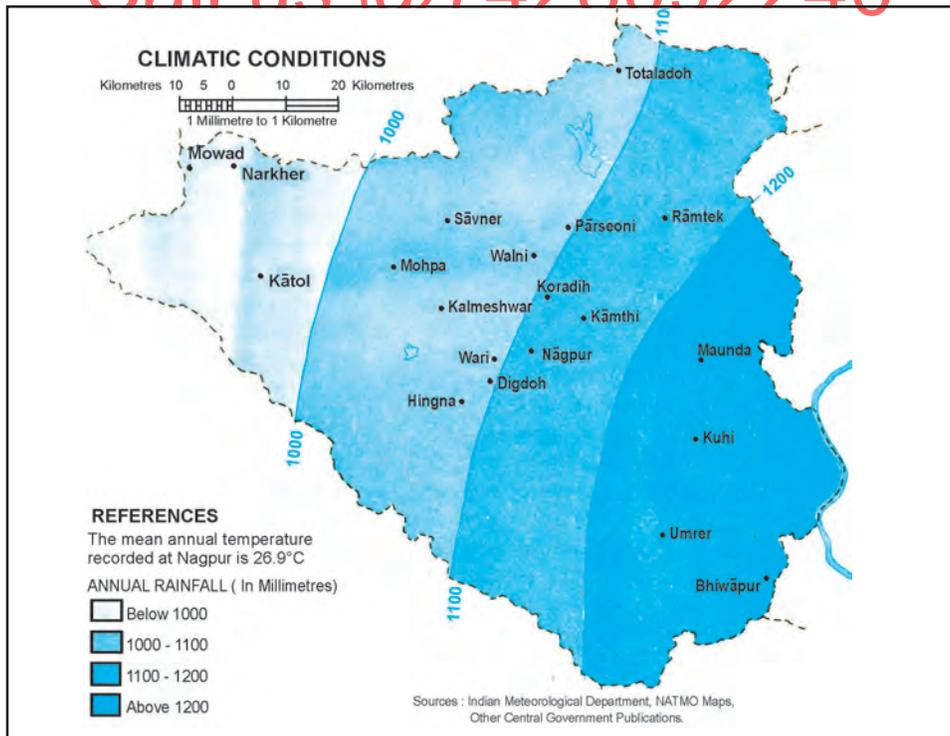 CLIMATIC CONDITIONS
Kilometres 10 5 0 10 20 Kilometres
1 Millimetre to 1 Kilometre
110
1000
1200
Totaladoh
Mowad
Narkher
Sāvner
Pārseoni
Rāmtek
Walni
Mohpa
Kātol
Koradih
Kalmeshwar
Kāmthi
Wari
Nāgpur
Maunda
Digdoh
Hingna
Kuhi
1000
Umrer
Bhiwāpur
1100
REFERENCES
The mean annual temperature
recorded at Nagpur is 26.9°C
ANNUAL RAINFALL ( In Millimetres)
Below 1000
1000 - 1100
1100 - 1200
Above 1200
Sources : Indian Meteorological Department, NATMO Maps,
Other Central Government Publications.